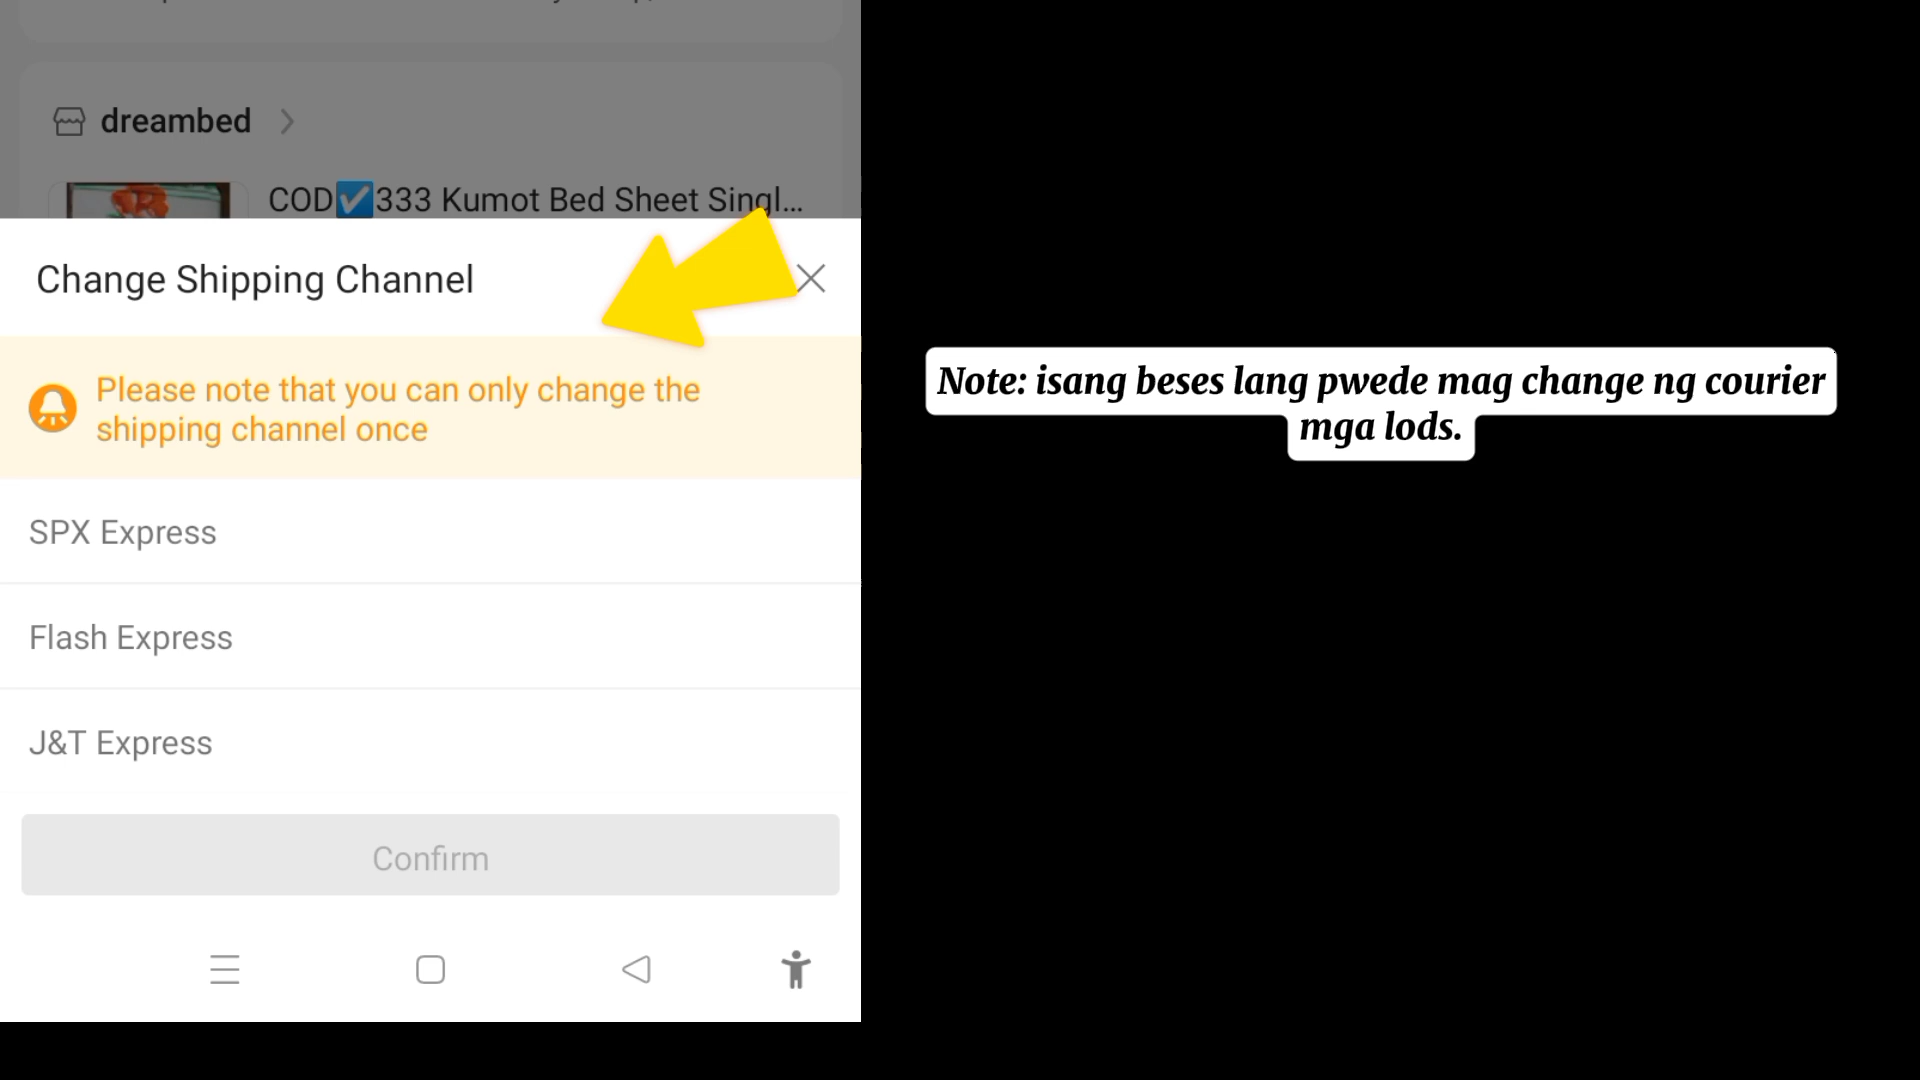 dreambed
COD✅333 Kumot Bed Sheet Singl...
Change Shipping Channel
Please note that you can only change the
shipping channel once
SPX Express
Flash Express
J&T Express
Confirm
Note: isang beses lang pwede mag change ng courier
mga lods.